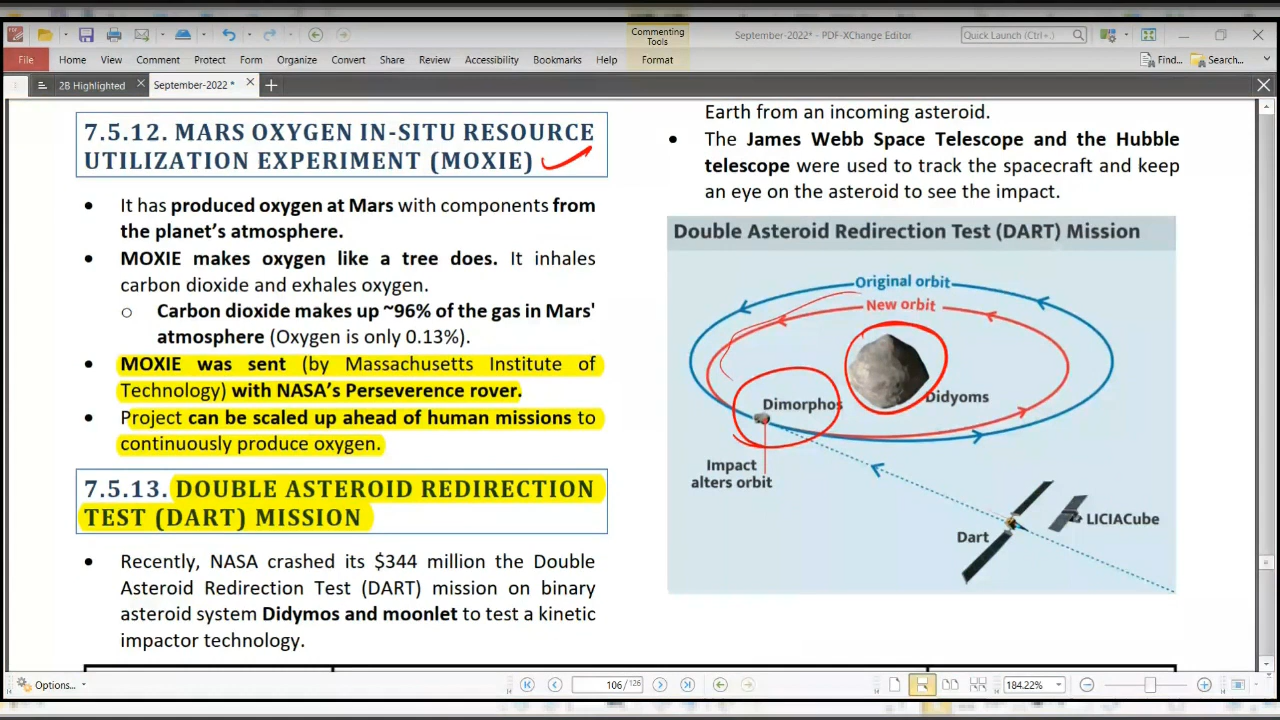 Commenting Tools
September-2022* - PDF-XChange Editor
Quick Launch (Ctrl+.)
File Home View Comment Protect Form Organize Convert Share Review Accessibility Bookmarks Help Format
Find... Search...
2B Highlighted
September-2022 *
7.5.12. MARS OXYGEN IN-SITU RESOURCE
UTILIZATION EXPERIMENT (MOXIE)
• It has produced oxygen at Mars with components from
the planet's atmosphere.
• MOXIE makes oxygen like a tree does. It inhales
carbon dioxide and exhales oxygen.
o Carbon dioxide makes up ~96% of the gas in Mars'
atmosphere (Oxygen is only 0.13%).
• MOXIE was sent (by Massachusetts Institute of
Technology) with NASA's Perseverence rover.
• Project can be scaled up ahead of human missions to
continuously produce oxygen.
7.5.13. DOUBLE ASTEROID REDIRECTION
TEST (DART) MISSION
• Recently, NASA crashed its $344 million the Double
Asteroid Redirection Test (DART) mission on binary
asteroid system Didymos and moonlet to test a kinetic
impactor technology.
Earth from an incoming asteroid.
• The James Webb Space Telescope and the Hubble
telescope were used to track the spacecraft and keep
an eye on the asteroid to see the impact.
Double Asteroid Redirection Test (DART) Mission
Original orbit
New orbit
Didyoms
Dimorphos
Impact
alters orbit
LICIACube
Dart
Options...
106 / 126
184.22%